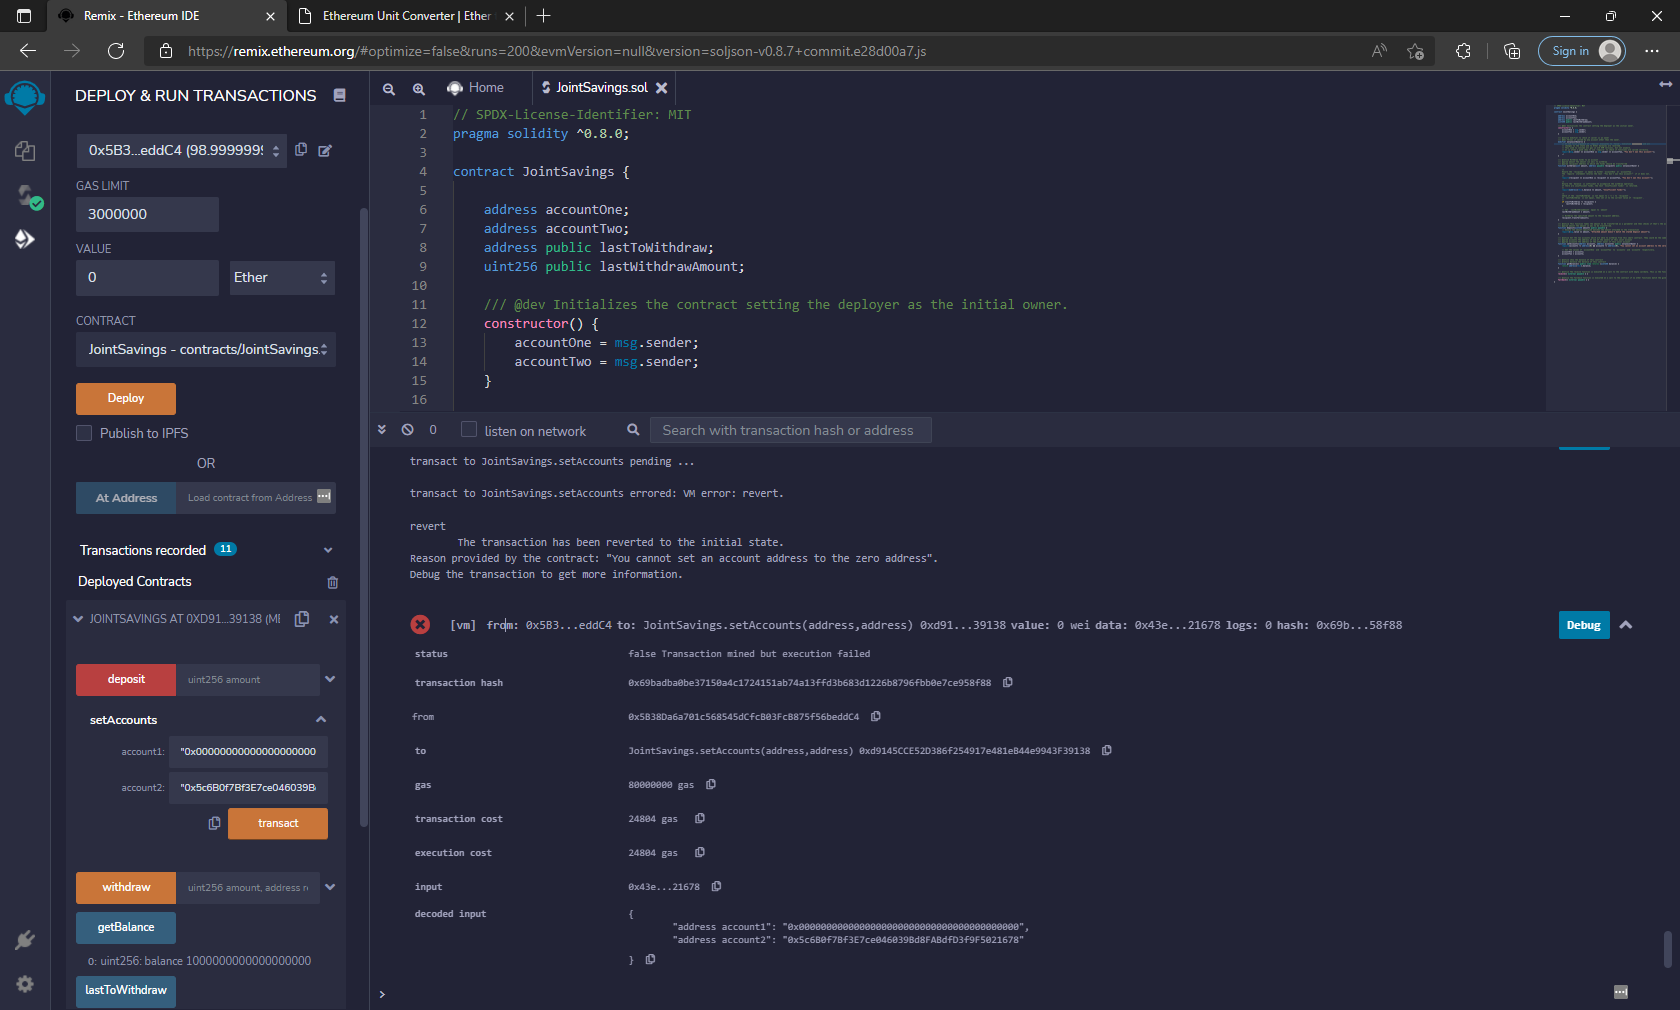 Remix - Ethereum IDE
Ethereum Unit Converter | Ether
https://remix.ethereum.org/#optimize=false&runs=200&evmVersion=null&version=soljson-v0.8.7+commit.e28d00a7.js
Sign in
DEPLOY & RUN TRANSACTIONS
0x5B3...eddC4 (98.9999999
GAS LIMIT
3000000
VALUE
0
Ether
CONTRACT
JointSavings - contracts/JointSavings.
Deploy
Publish to IPFS
OR
At Address
Load contract from Address
Transactions recorded 11
Deployed Contracts
JOINTSAVINGS AT 0XD91...39138 (ME
deposit
uint256 amount
setAccounts
account1:
"0x00000000000000000000
account2:
"0x5c6B0f7Bf3E7ce046039B
transact
withdraw
uint256 amount, address r
getBalance
0: uint256: balance 1000000000000000000
lastToWithdraw
Home
JointSavings.sol
1 // SPDX-License-Identifier: MIT
2 pragma solidity ^0.8.0;
3
4 contract JointSavings {
5
6 address accountOne;
7 address accountTwo;
8 address public lastToWithdraw;
9 uint256 public lastWithdrawAmount;
10
11 /// @dev Initializes the contract setting the deployer as the initial owner.
12 constructor() {
13 accountOne = msg.sender;
14 accountTwo = msg.sender;
15 }
16
0
listen on network
Search with transaction hash or address
transact to JointSavings.setAccounts pending ...
transact to JointSavings.setAccounts errored: VM error: revert.
revert
The transaction has been reverted to the initial state.
Reason provided by the contract: "You cannot set an account address to the zero address".
Debug the transaction to get more information.
[vm] from: 0x5B3...eddC4 to: JointSavings.setAccounts(address,address) 0xd91...39138 value: 0 wei data: 0x43e...21678 logs: 0 hash: 0x69b...58f88
Debug
status
false Transaction mined but execution failed
transaction hash
0x69badba0be37150a4c1724151ab74a13ffd3b683d1226b8796fbb0e7ce958f88
from
0x5B38Da6a701c568545dCfcB03FcB875f56beddC4
to
JointSavings.setAccounts(address,address) 0xd9145CCE52D386f254917e481eB44e9943F39138
gas
80000000 gas
transaction cost
24804 gas
execution cost
24804 gas
input
0x43e...21678
decoded input
{
"address account1": "0x0000000000000000000000000000000000000000",
"address account2": "0x5c6B0f7Bf3E7ce046039Bd8FABdfD3f9F5021678"
}
>